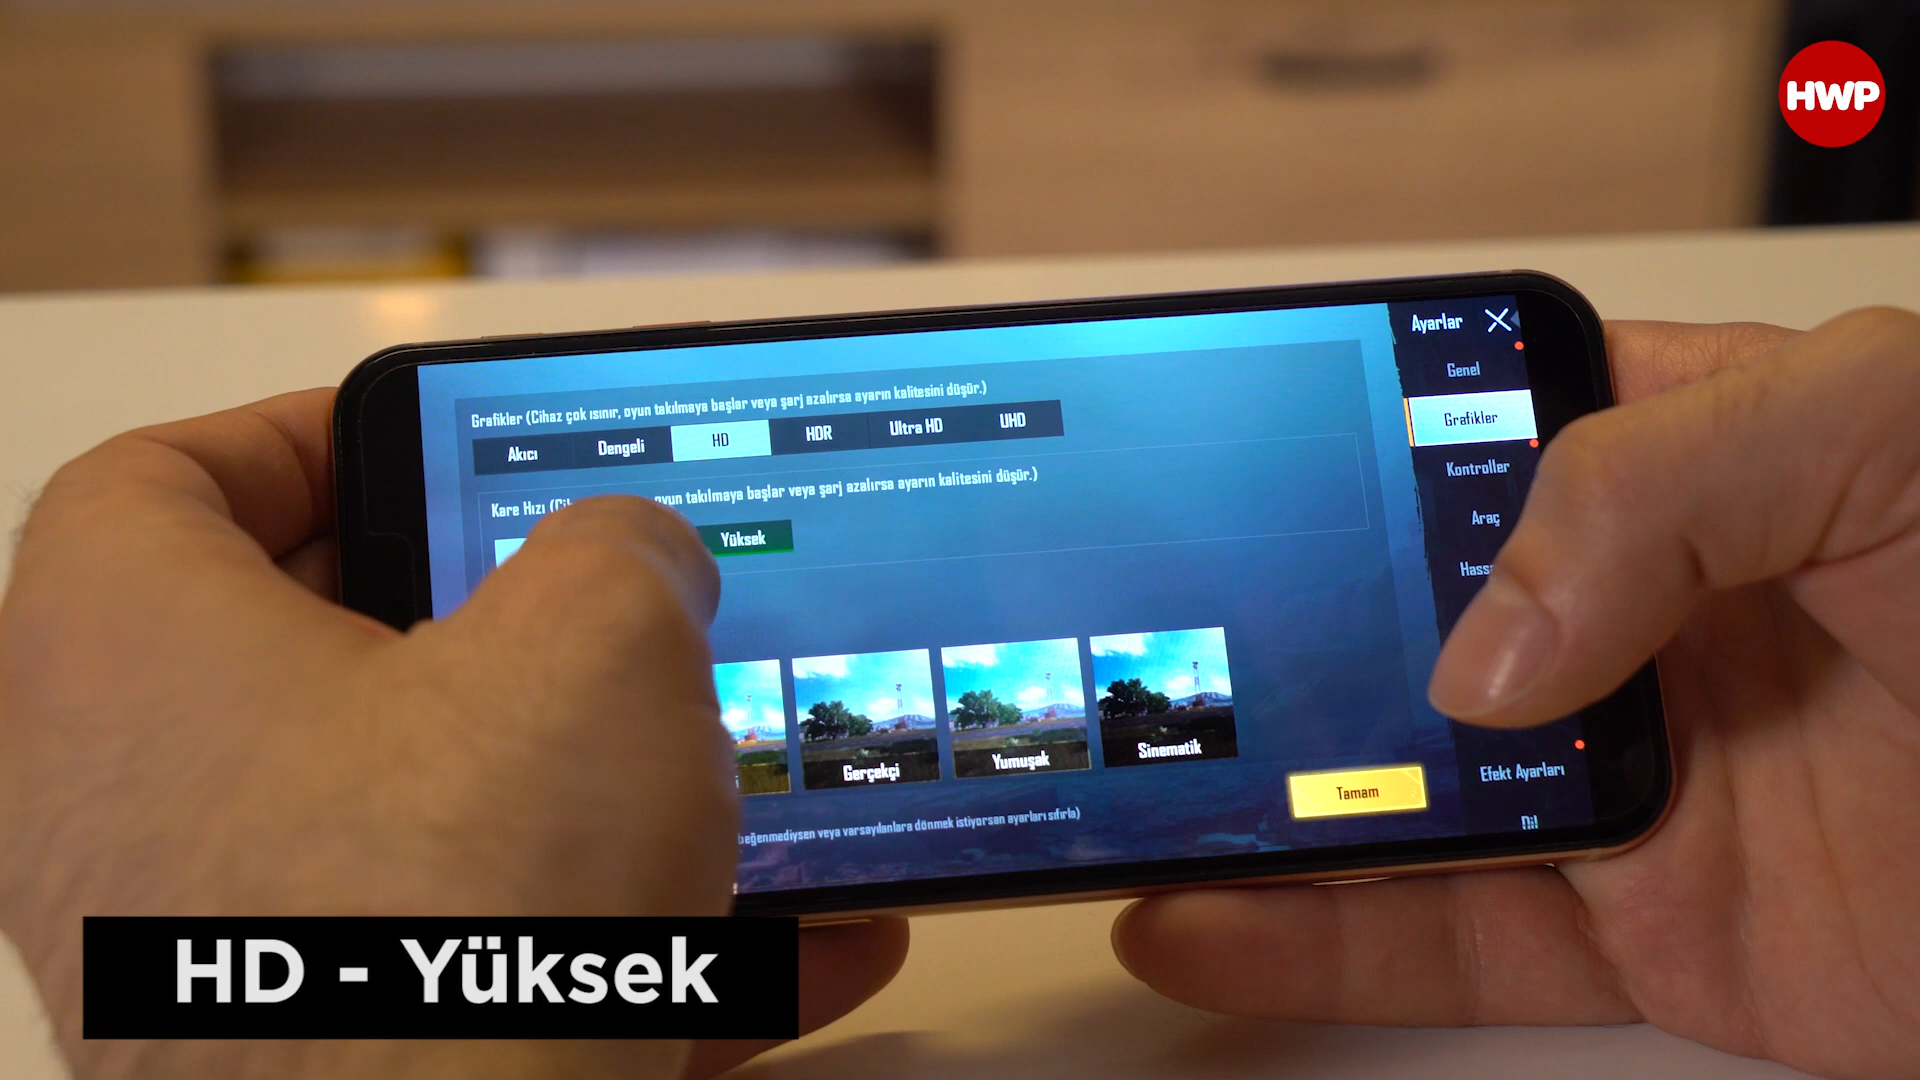 HWP
Ayarlar
Genel
Grafikler (Cihaz çok ısınır, oyun takılmaya başlar veya şarj azalırsa ayarın kalitesini düşür.)
Akıcı Dengeli HD HDR Ultra HD UHD
Grafikler
Kontroller
Kare Hızı oyun takılmaya başlar veya şarj azalırsa ayarın kalitesini düşür.)
Yüksek
Araç
Gerçekçi Yumuşak Sinematik
Tamam
Efekt Ayarları
beğenmediysen veya varsayılanlara dönmek istiyorsan ayarları sıfırla)
Dil
HD - Yüksek